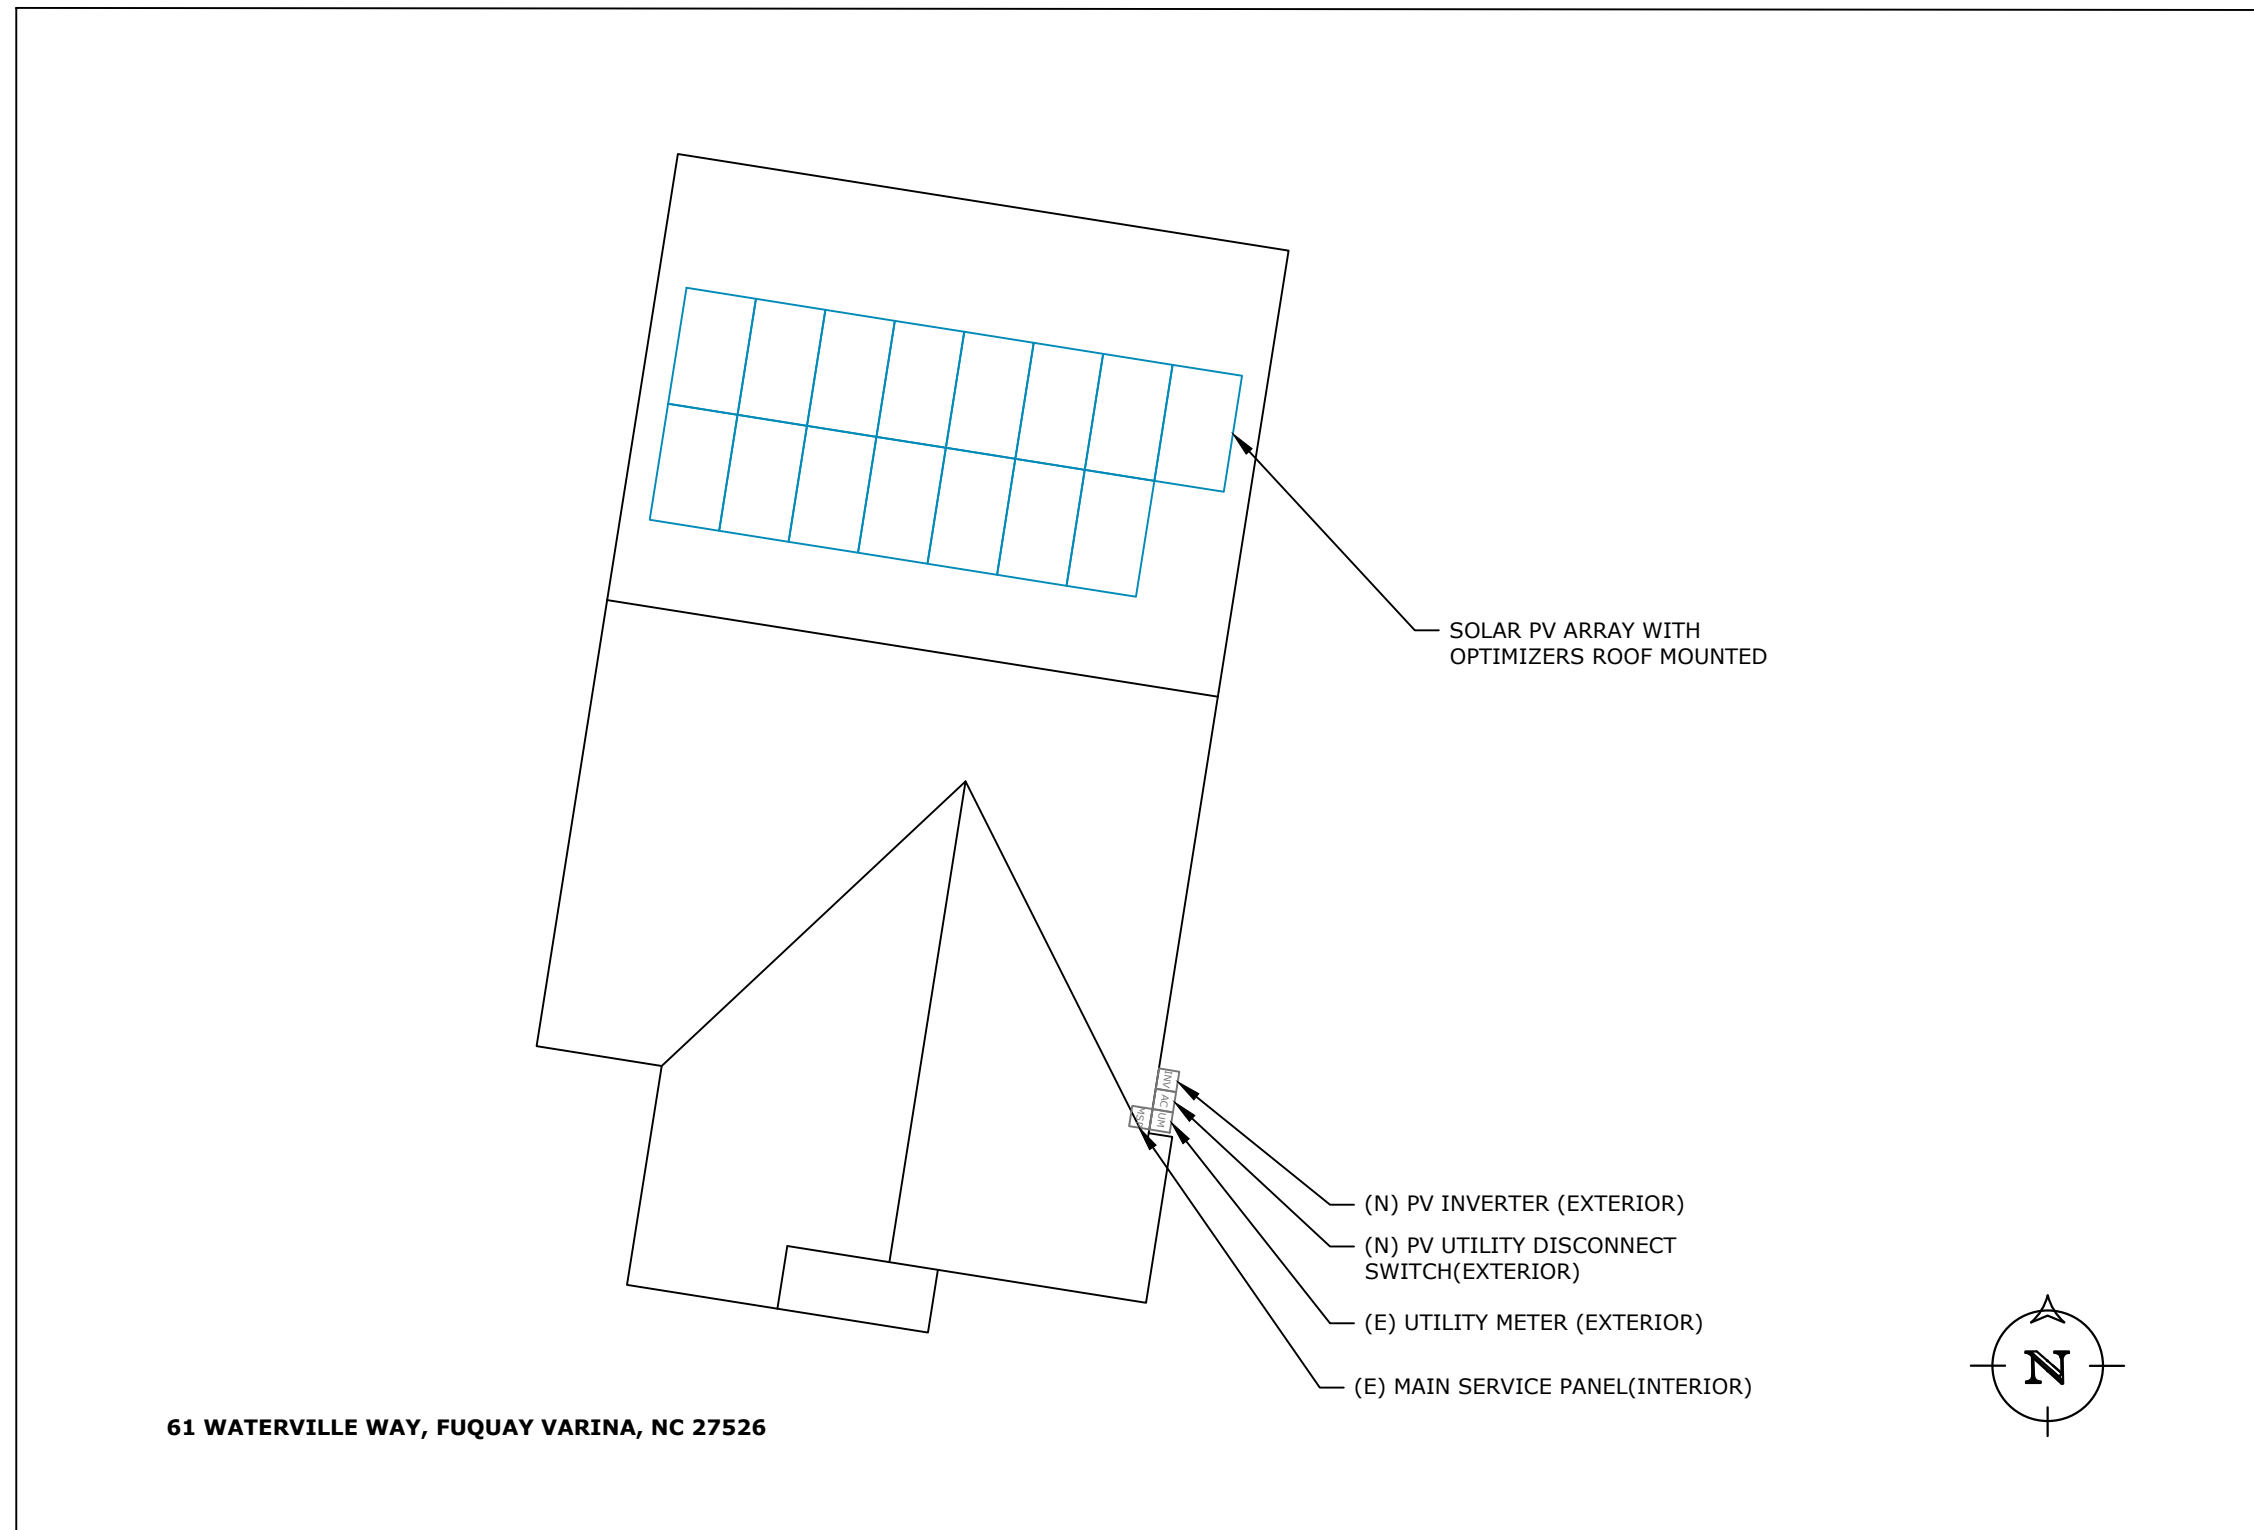 SOLAR PV ARRAY WITH
OPTIMIZERS ROOF MOUNTED
INV
AC
UM
MSP
(N) PV INVERTER (EXTERIOR)
(N) PV UTILITY DISCONNECT
SWITCH(EXTERIOR)
(E) UTILITY METER (EXTERIOR)
(E) MAIN SERVICE PANEL(INTERIOR)
N
61 WATERVILLE WAY, FUQUAY VARINA, NC 27526